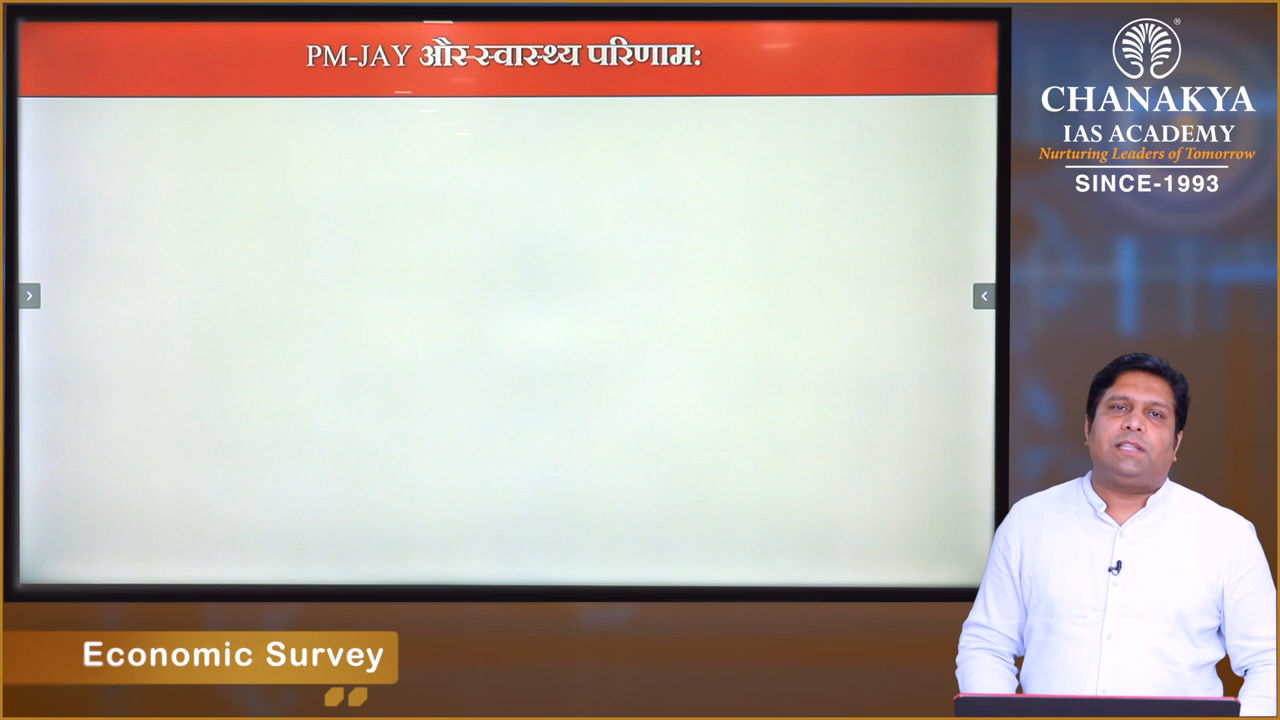 PM-JAY और स्वास्थ्य परिणाम:
CHANAKYA
IAS ACADEMY
Nurturing Leaders of Tomorrow
SINCE-1993
Economic Survey